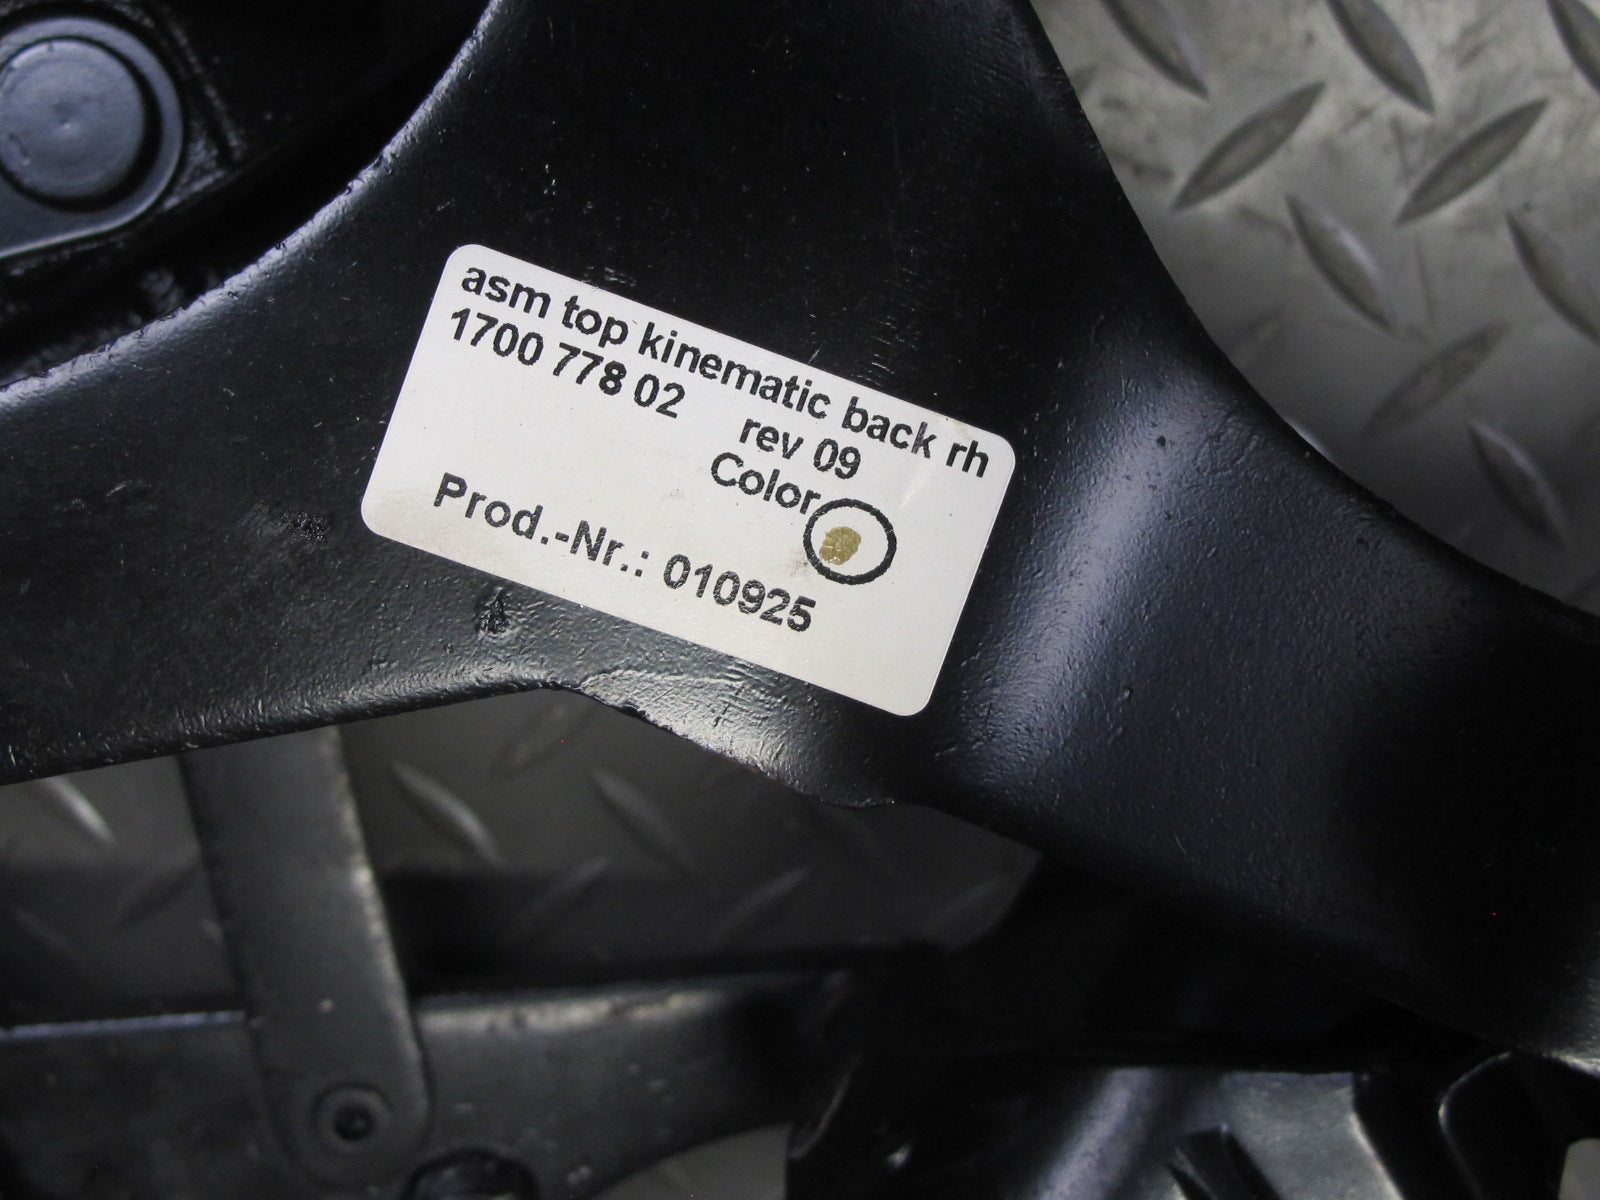 asm top kinematic back rh
1700 778 02
rev 09
Color
Prod.-Nr.: 010925